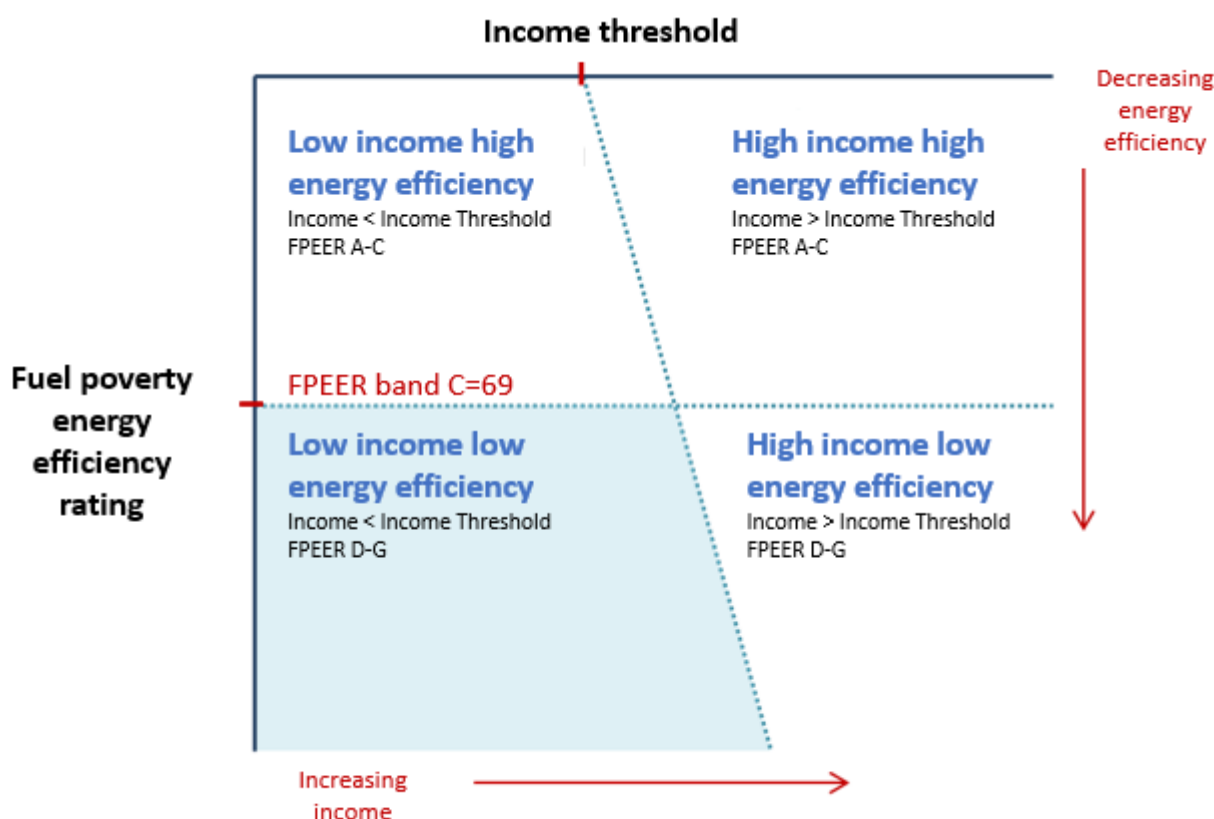 Income threshold
Decreasing
energy
efficiency
Low income high
energy efficiency
Income < Income Threshold
FPEER A-C
High income high
energy efficiency
Income > Income Threshold
FPEER A-C
Fuel poverty
energy
efficiency
rating
FPEER band C=69
Low income low
energy efficiency
Income < Income Threshold
FPEER D-G
High income low
energy efficiency
Income > Income Threshold
FPEER D-G
Increasing
income